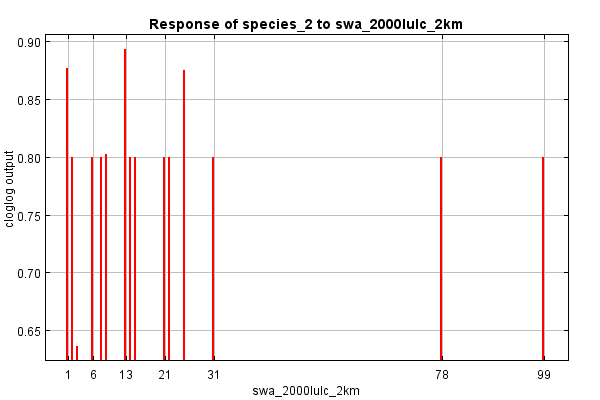 Response of species_2 to swa_2000lulc_2km
0.90
0.85
0.80
0.75
0.70
0.65
cloglog output
1 6 13 21 31 78 99
swa_2000lulc_2km